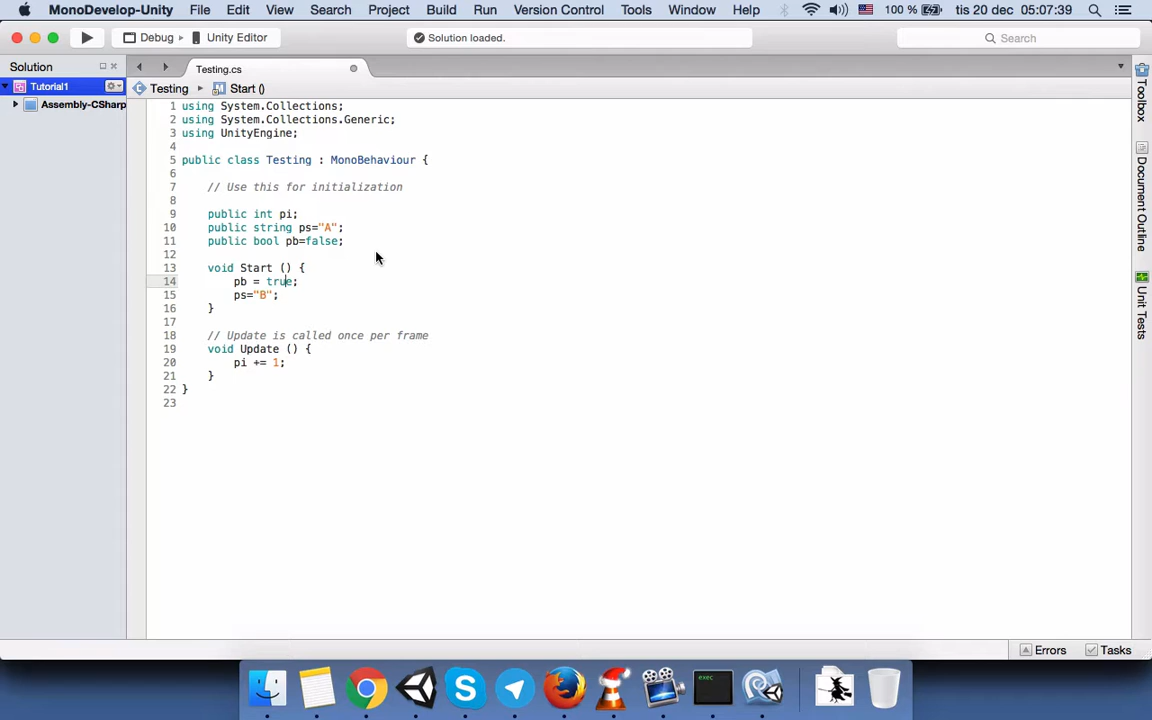 MonoDevelop-Unity File Edit View Search Project Build Run Version Control Tools Window Help 100 % tis 20 dec 05:07:39
Debug Unity Editor Solution loaded. Search
Solution
Testing.cs
Tutorial1
Testing Start ()
Assembly-CSharp
1 using System.Collections;
2 using System.Collections.Generic;
3 using UnityEngine;
4
5 public class Testing : MonoBehaviour {
6
7 // Use this for initialization
8
9 public int pi;
10 public string ps="A";
11 public bool pb=false;
12
13 void Start () {
14 pb = true;
15 ps="B";
16 }
17
18 // Update is called once per frame
19 void Update () {
20 pi += 1;
21 }
22 }
23
Toolbox
Document Outline
Unit Tests
Errors Tasks
exec